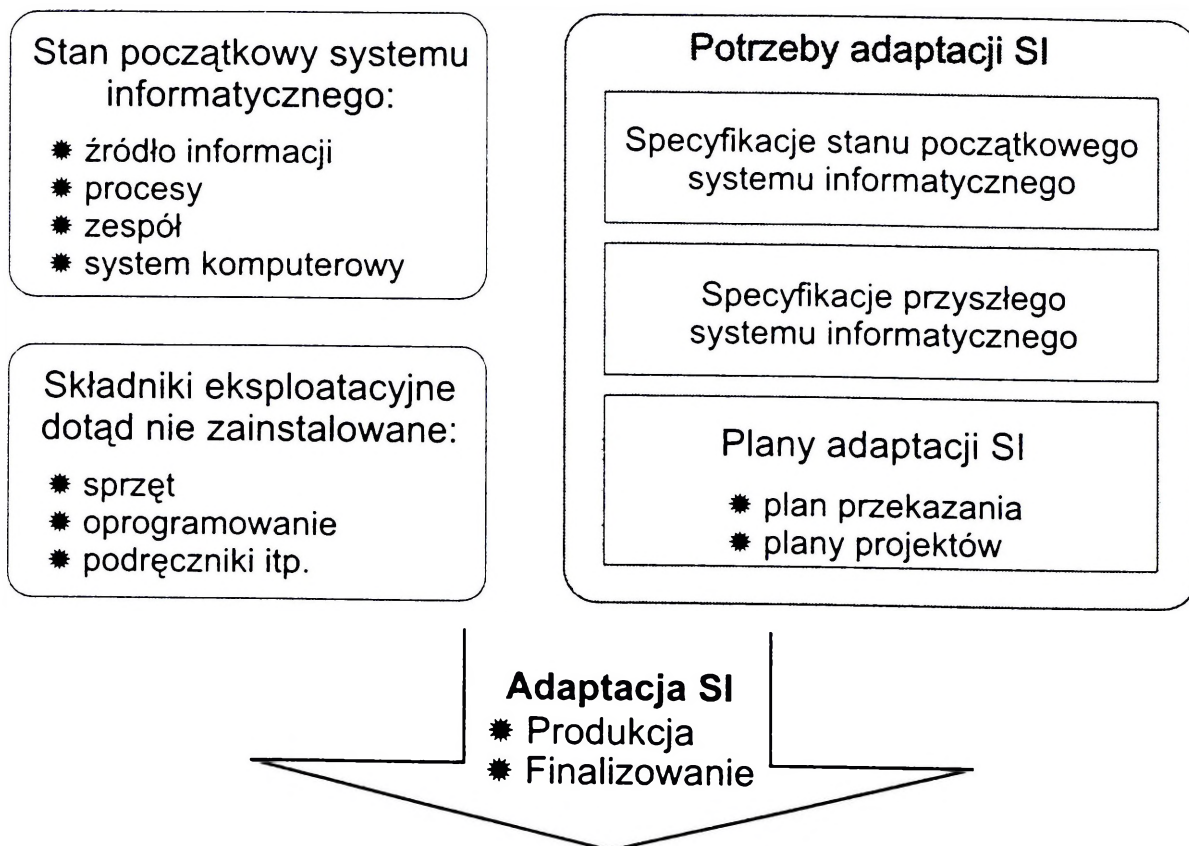 Stan początkowy systemu
informatycznego:
✹ źródło informacji
✹ procesy
✹ zespół
✹ system komputerowy
Składniki eksploatacyjne
dotąd nie zainstalowane:
✹ sprzęt
✹ oprogramowanie
✹ podręczniki itp.
Potrzeby adaptacji SI
Specyfikacje stanu początkowego
systemu informatycznego
Specyfikacje przyszłego
systemu informatycznego
Plany adaptacji SI
✹ plan przekazania
✹ plany projektów
Adaptacja SI
✹ Produkcja
✹ Finalizowanie